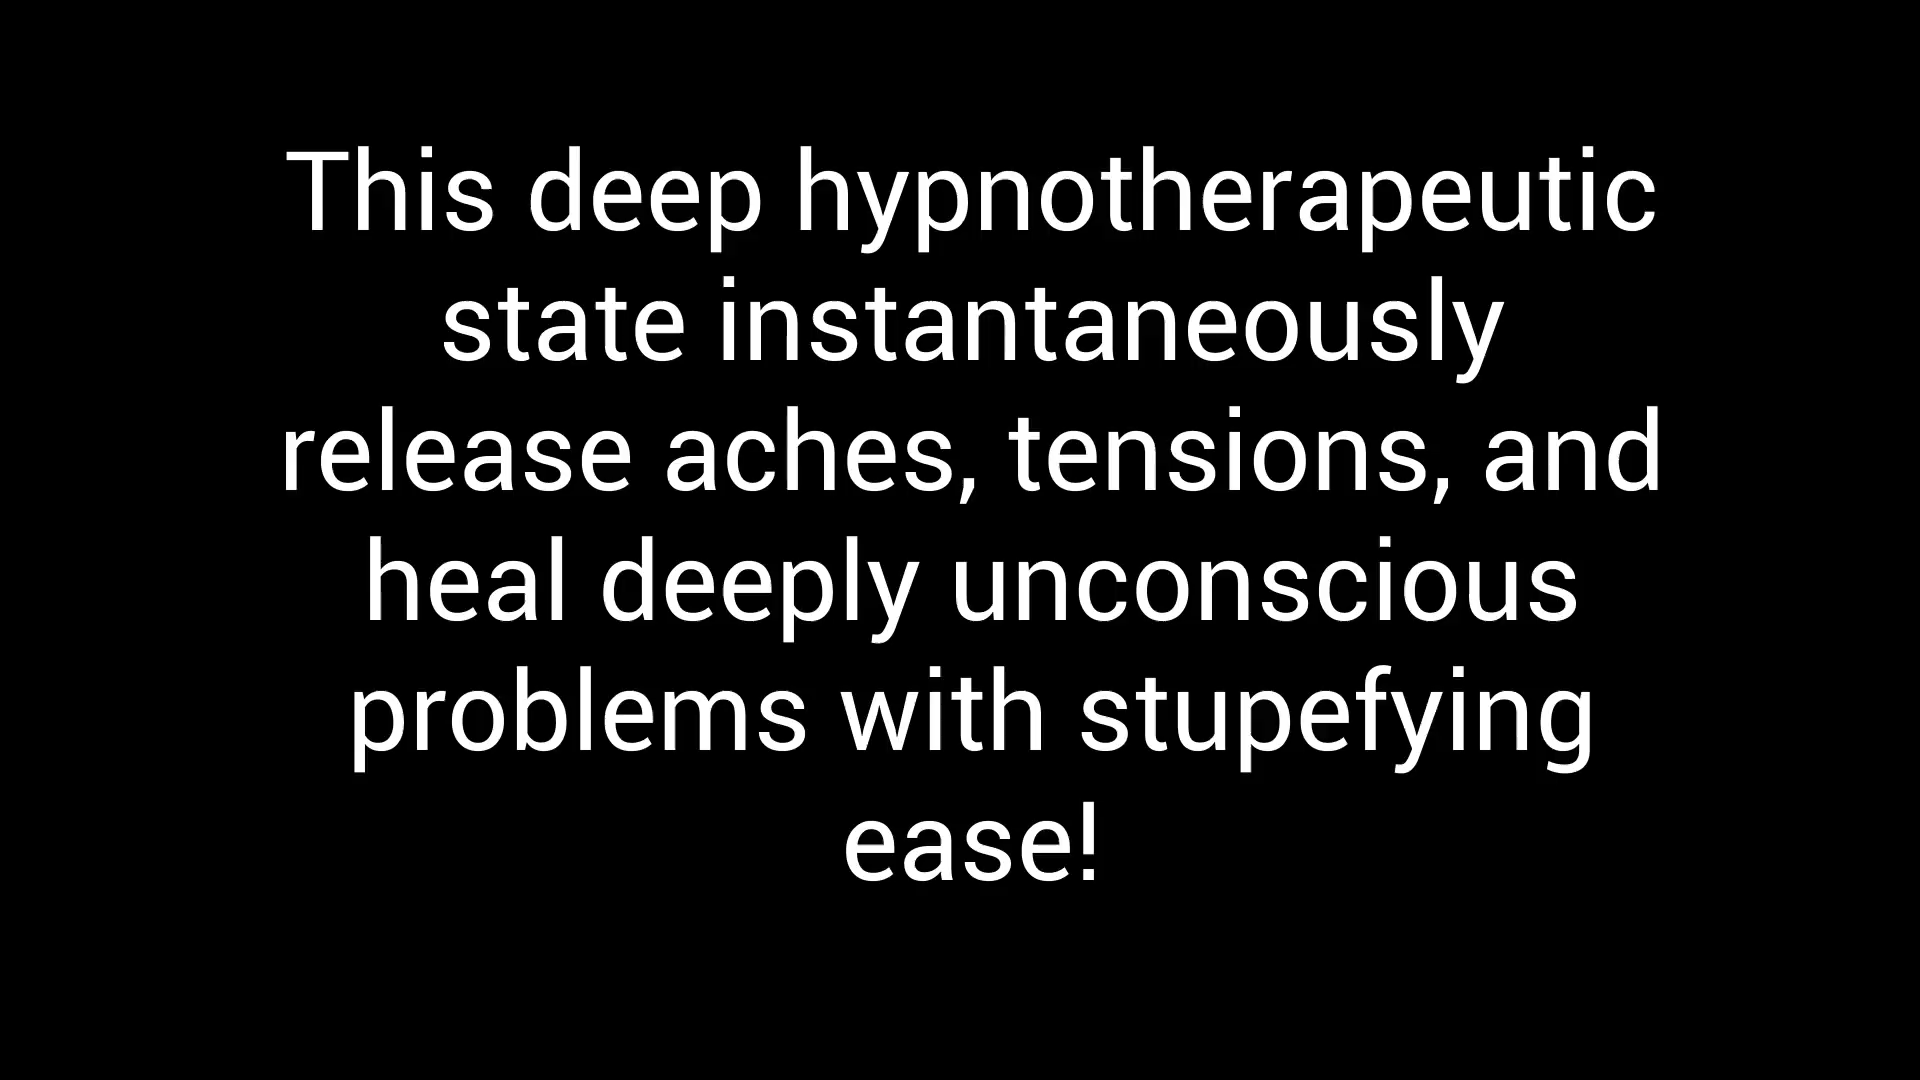 This deep hypnotherapeutic
state instantaneously
release aches, tensions, and
heal deeply unconscious
problems with stupefying
ease!